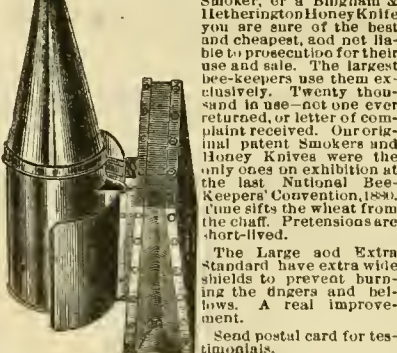 Smoker, or a Bingham &
Hetherington Honey Knife
you are sure of the best
and cheapest, and not lia-
ble to prosecution for their
use and sale. The largest
bee-keepers use them ex-
clusively. Twenty thou-
sand in use—not one ever
returned, or letter of com-
plaint received. Our orig-
inal patent Smokers and
Honey Knives were the
only ones on exhibition at
the last National Bee-
Keepers' Convention, 1880.
Time sifts the wheat from
the chaff. Pretensions are
short-lived.
The Large and Extra
Standard have extra wide
shields to prevent burn-
ing the fingers and bel-
lows. A real improve-
ment.
Send postal card for tes-
timonials.